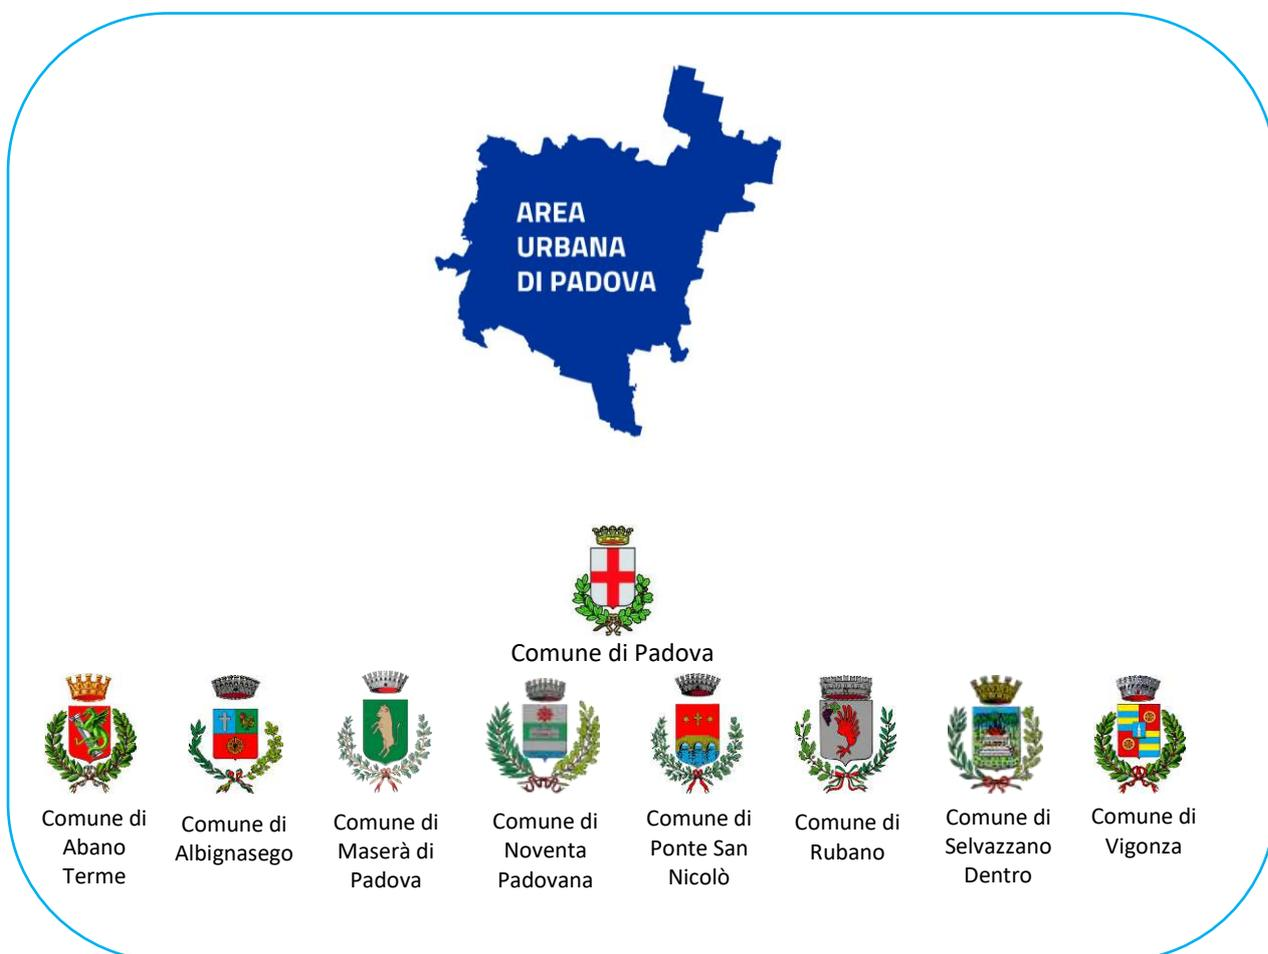 AREA
URBANA
DI PADOVA
Comune di Padova
Comune di
Abano
Terme
Comune di
Albignasego
Comune di
Maserà di
Padova
Comune di
Noventa
Padovana
Comune di
Ponte San
Nicolò
Comune di
Rubano
Comune di
Selvazzano
Dentro
Comune di
Vigonza